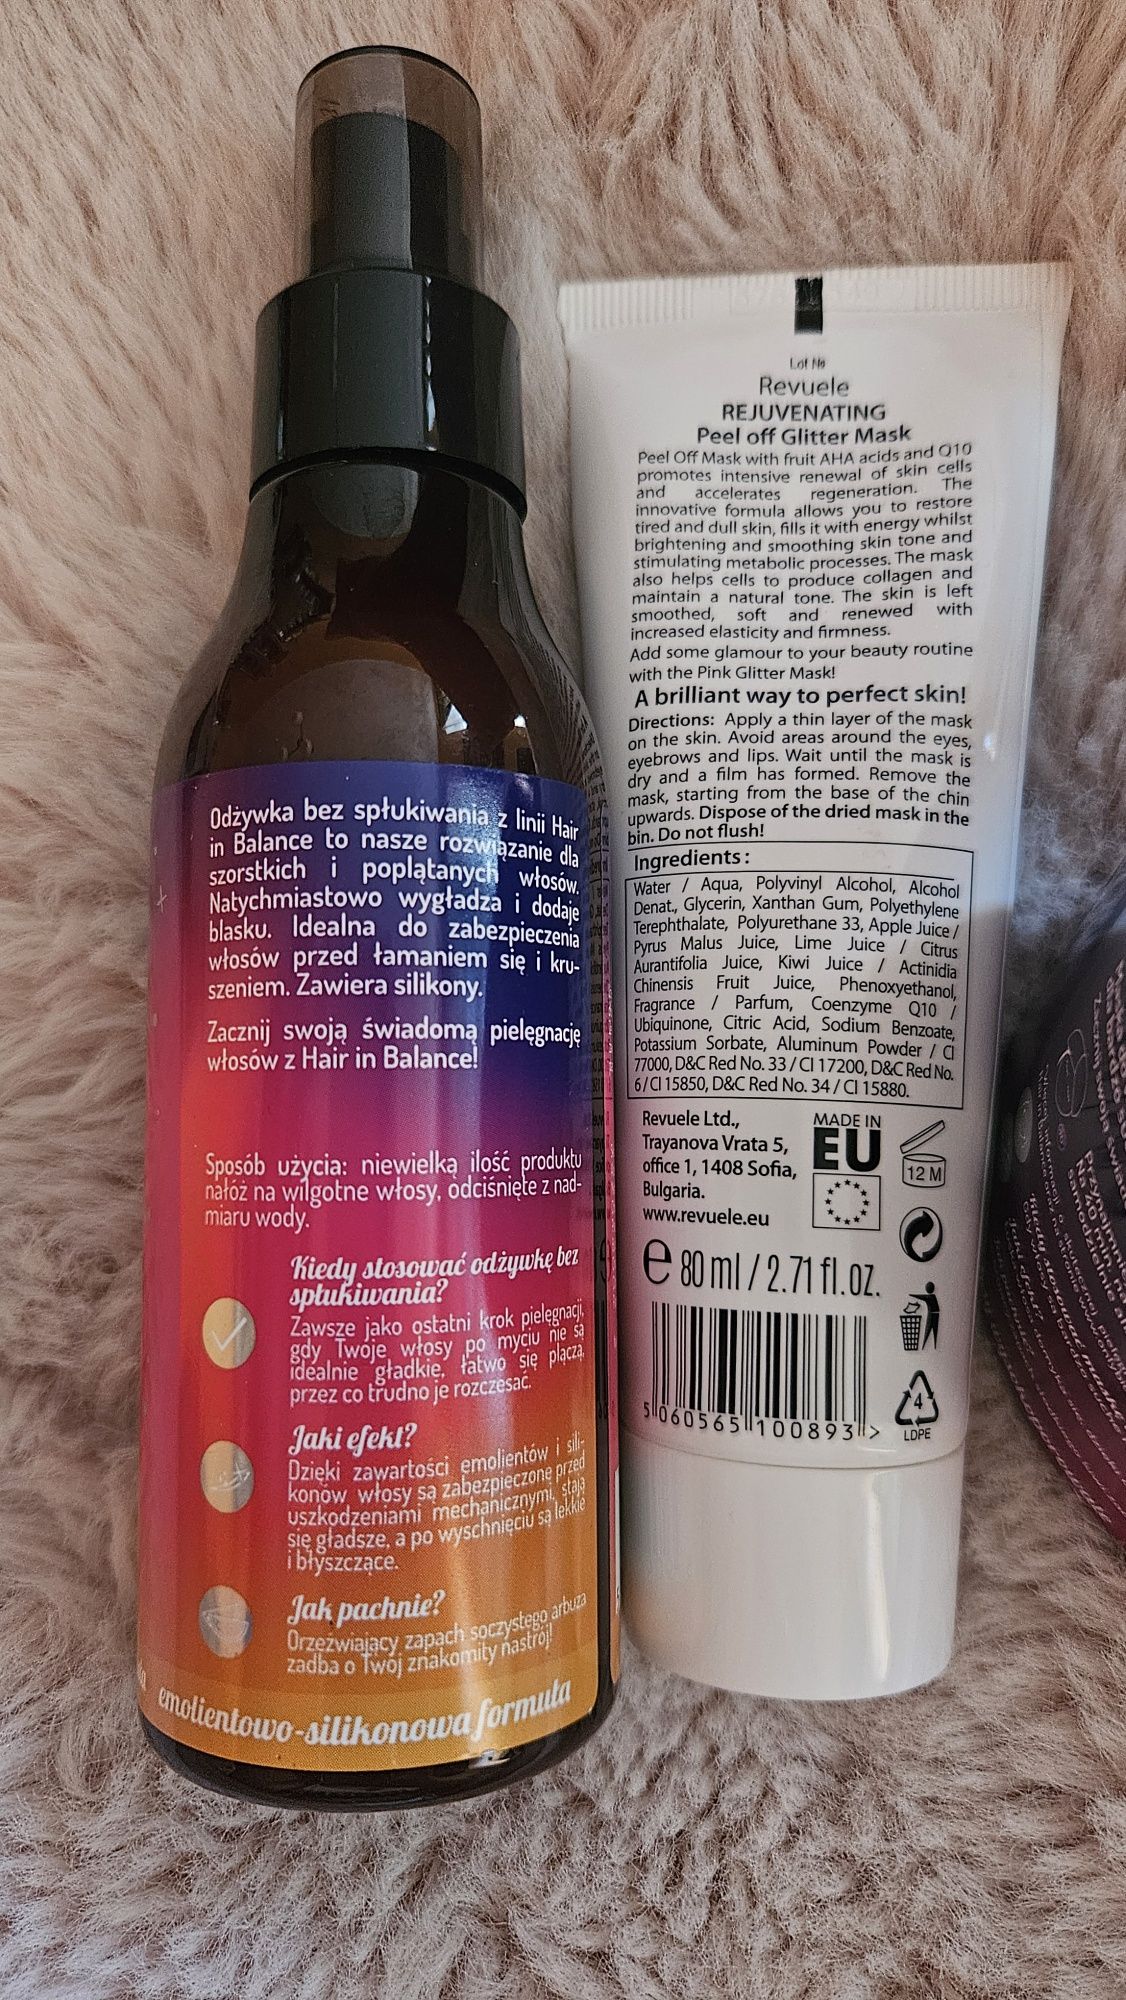 Odżywka bez spłukiwania z linii Hair
in Balance to nasze rozwiązanie dla
szorstkich i poplątanych włosów.
Natychmiastowo wygładza i dodaje
blasku. Idealna do zabezpieczenia
włosów przed łamaniem się i kru-
szeniem. Zawiera silikony.
Zacznij swoją świadomą pielęgnację
włosów z Hair in Balance!
Sposób użycia: niewielką ilość produktu
nałóż na wilgotne włosy, odciśnięte z nad-
miaru wody.
Kiedy stosować odżywkę bez
spłukiwania?
Zawsze jako ostatni krok pielęgnacji,
gdy Twoje włosy po myciu nie są
idealnie gładkie, łatwo się plączą,
przez co trudno je rozczesać.
Jaki efekt?
Dzięki zawartości emolientów i sili-
konów włosy są zabezpieczone przed
uszkodzeniami mechanicznymi, stają
się gładsze, a po wyschnięciu są lekkie
i błyszczące.
Jak pachnie?
Orzeźwiający zapach soczystego arbuza
zadba o Twój znakomity nastrój!
emolientowo-silikonowa formuła
Lot №
Revuele
REJUVENATING
Peel off Glitter Mask
Peel Off Mask with fruit AHA acids and Q10
promotes intensive renewal of skin cells
and accelerates regeneration. The
innovative formula allows you to restore
tired and dull skin, fills it with energy whilst
brightening and smoothing skin tone and
stimulating metabolic processes. The mask
also helps cells to produce collagen and
maintain a natural tone. The skin is left
smoothed, soft and renewed with
increased elasticity and firmness.
Add some glamour to your beauty routine
with the Pink Glitter Mask!
A brilliant way to perfect skin!
Directions: Apply a thin layer of the mask
on the skin. Avoid areas around the eyes,
eyebrows and lips. Wait until the mask is
dry and a film has formed. Remove the
mask, starting from the base of the chin
upwards. Dispose of the dried mask in the
bin. Do not flush!
Ingredients:
Water / Aqua, Polyvinyl Alcohol, Alcohol
Denat., Glycerin, Xanthan Gum, Polyethylene
Terephthalate, Polyurethane 33, Apple Juice /
Pyrus Malus Juice, Lime Juice / Citrus
Aurantifolia Juice, Kiwi Juice / Actinidia
Chinensis Fruit Juice, Phenoxyethanol,
Fragrance / Parfum, Coenzyme Q10 /
Ubiquinone, Citric Acid, Sodium Benzoate,
Potassium Sorbate, Aluminum Powder / CI
77000, D&C Red No. 33 / CI 17200, D&C Red No.
6 / CI 15850, D&C Red No. 34 / CI 15880.
Revuele Ltd.,
Trayanova Vrata 5,
office 1, 1408 Sofia,
Bulgaria.
www.revuele.eu
MADE IN
EU
12 M
e 80 ml / 2.71 fl.oz.
5 060565 100893 >
4
LDPE